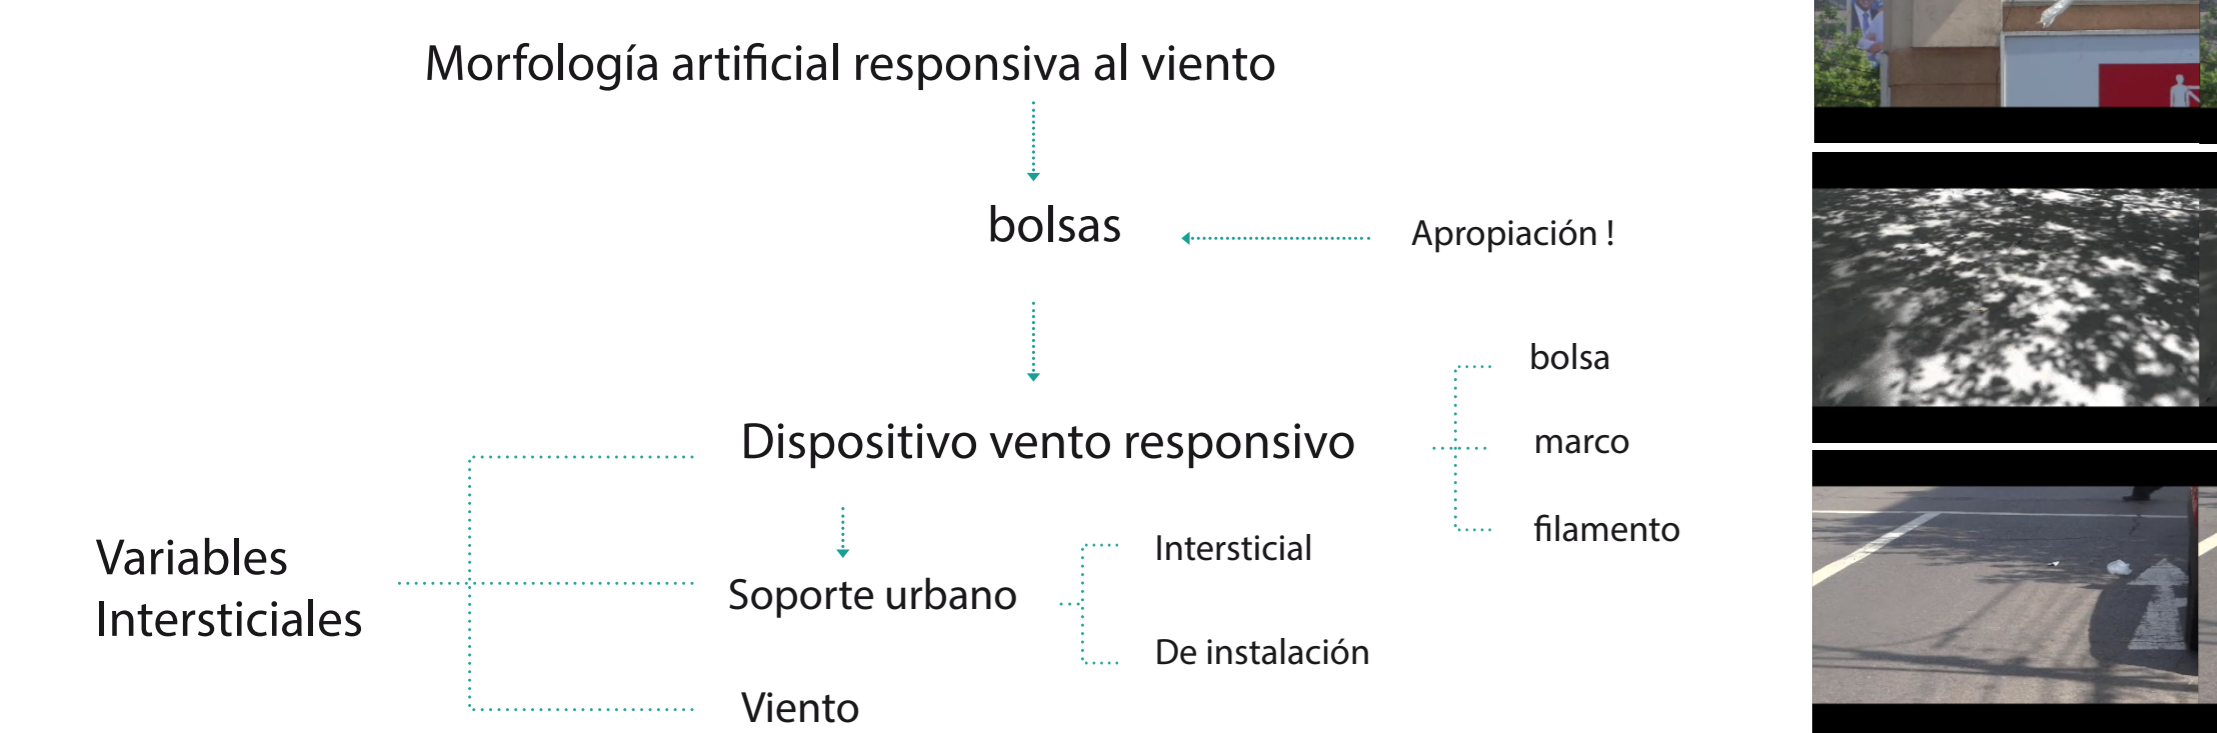 Morfología artificial responsiva al viento
bolsas
Apropiación !
bolsa
Dispositivo vento responsivo
marco
filamento
Variables
Intersticiales
Soporte urbano
Intersticial
De instalación
Viento